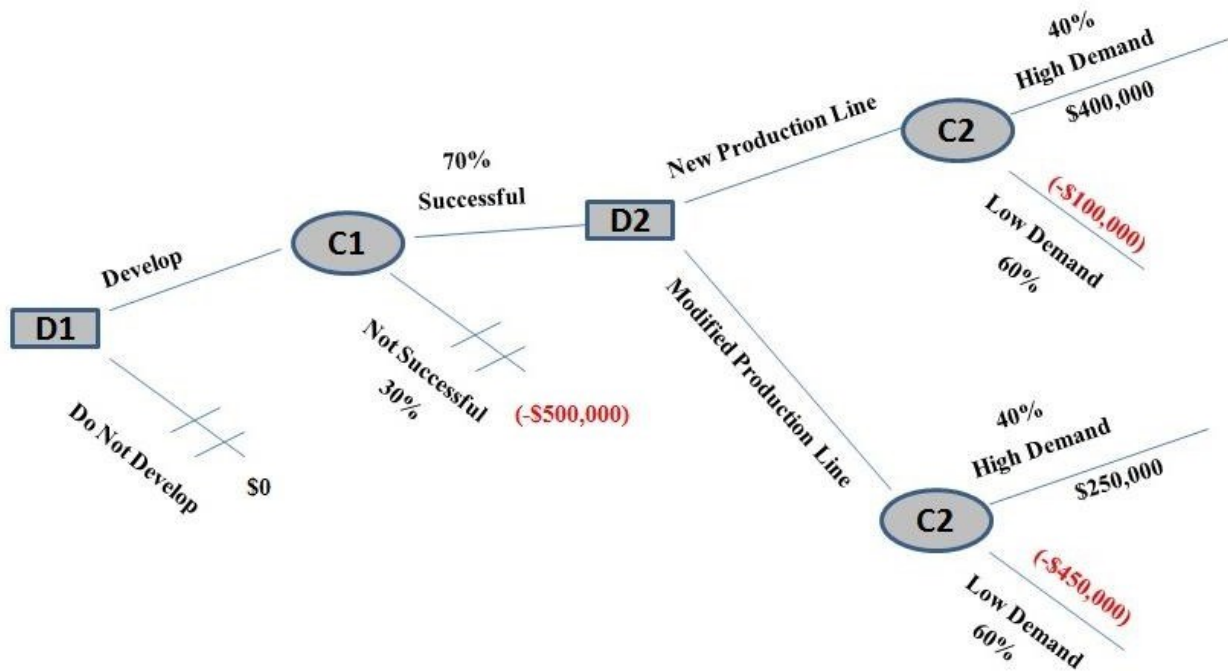 D1
Develop
Do Not Develop
$0
C1
70%
Successful
Not Successful
30%
(-$500,000)
D2
New Production Line
Modified Production Line
C2
40%
High Demand
$400,000
(-$100,000)
Low Demand
60%
C2
40%
High Demand
$250,000
(-$450,000)
Low Demand
60%